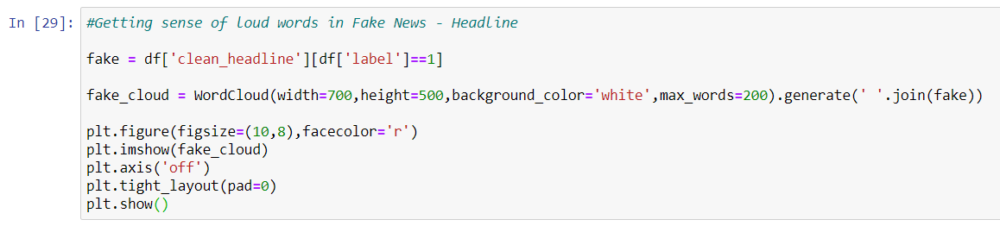 In [29]: #Getting sense of loud words in Fake News - Headline
fake = df['clean_headline'][df['label']==1]
fake_cloud = WordCloud(width=700,height=500,background_color='white',max_words=200).generate(' '.join(fake))
plt.figure(figsize=(10,8),facecolor='r')
plt.imshow(fake_cloud)
plt.axis('off')
plt.tight_layout(pad=0)
plt.show()